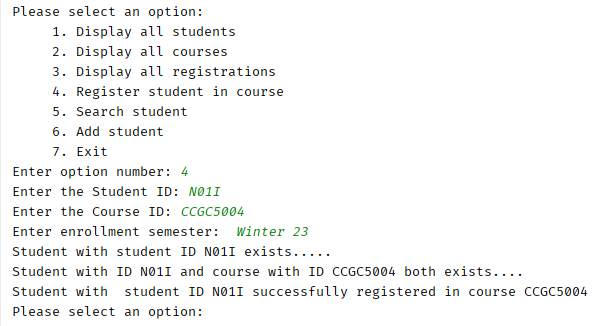 Please select an option:
1. Display all students
2. Display all courses
3. Display all registrations
4. Register student in course
5. Search student
6. Add student
7. Exit
Enter option number: 4
Enter the Student ID: N01I
Enter the Course ID: CCGC5004
Enter enrollment semester:  Winter 23
Student with student ID N01I exists.....
Student with ID N01I and course with ID CCGC5004 both exists....
Student with  student ID N01I successfully registered in course CCGC5004
Please select an option: